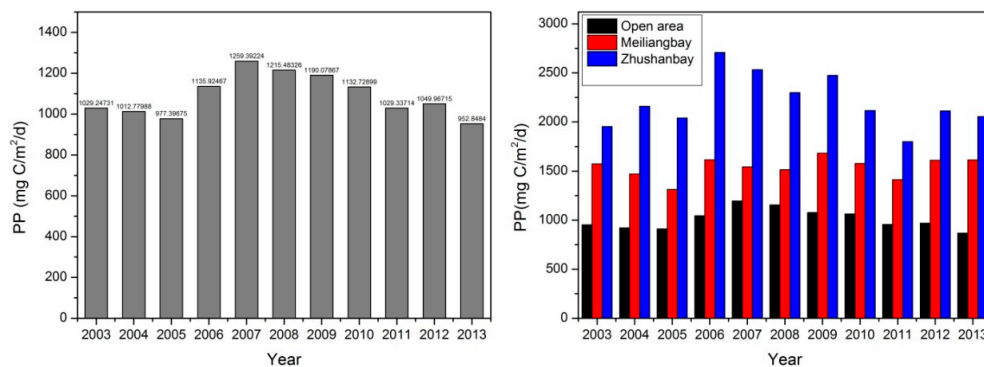 1400
1200
1000
800
600
400
200
0
PP (mg C/m²/d)
1029.24731
1012.77988
977.39675
1135.92467
1259.39224
1215.48326
1190.07867
1132.72899
1029.33714
1049.96715
952.8484
2003 2004 2005 2006 2007 2008 2009 2010 2011 2012 2013
Year
3000
2500
2000
1500
1000
500
0
PP(mg C/m²/d)
Open area
Meiliangbay
Zhushanbay
2003 2004 2005 2006 2007 2008 2009 2010 2011 2012 2013
Year